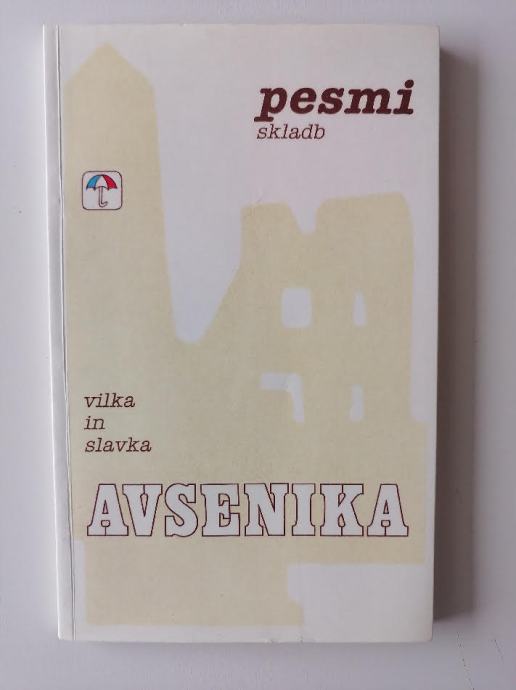 pesmi
skladb
vilka
in
slavka
AVSENIKA